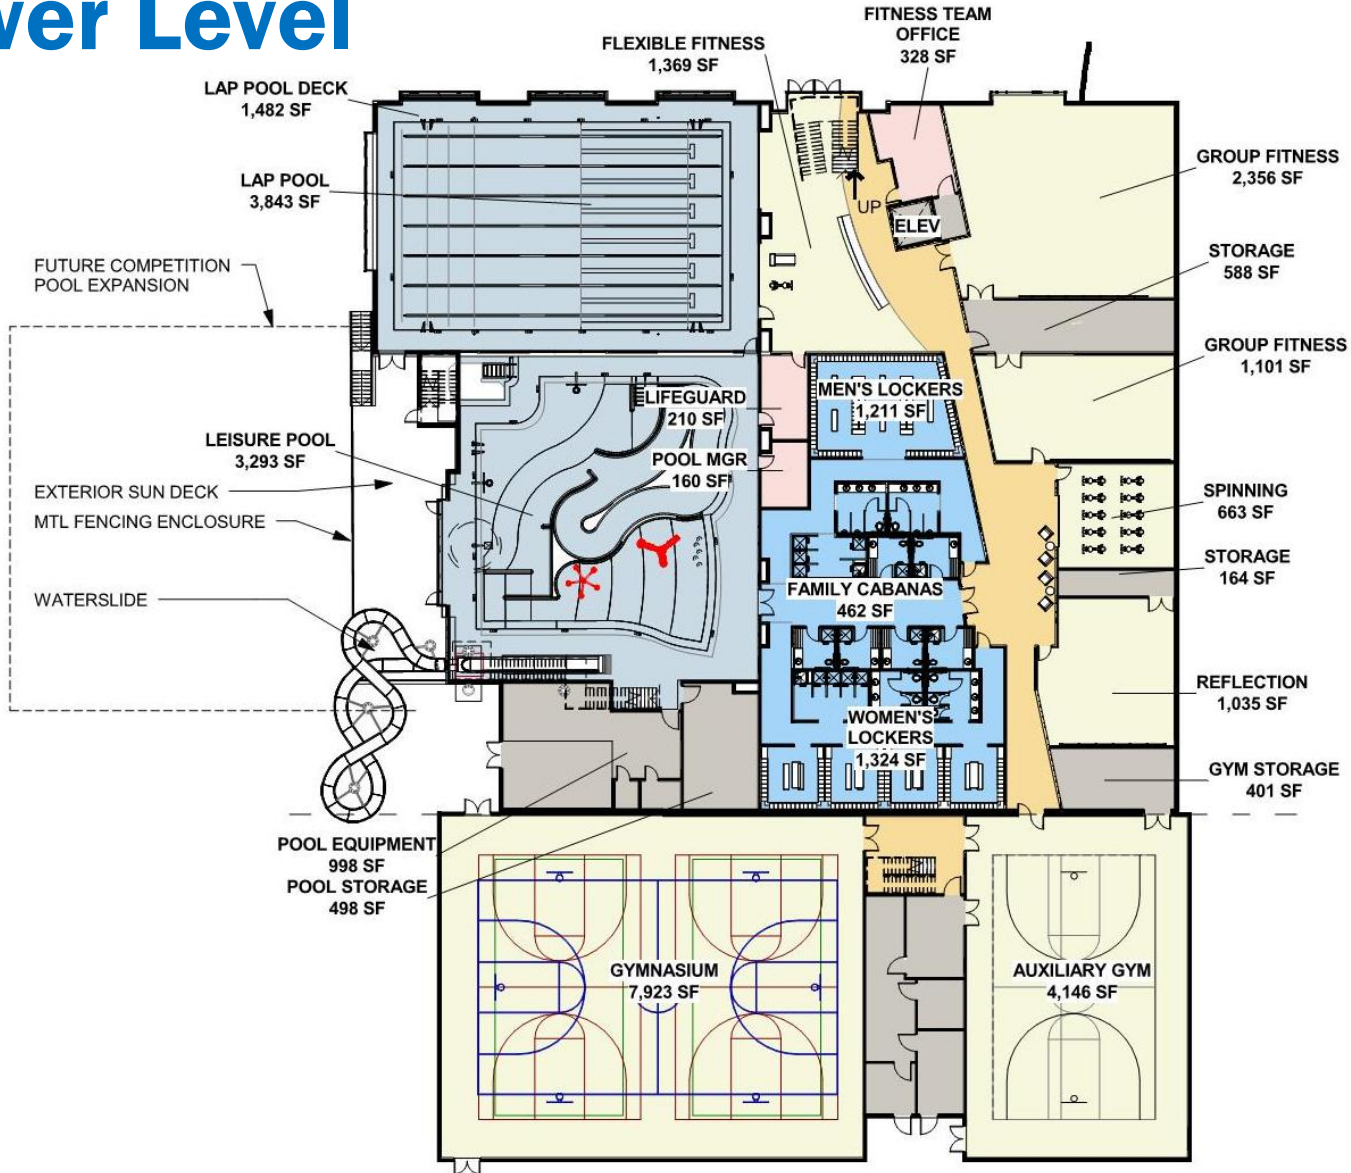 wer Level
FITNESS TEAM
OFFICE
328 SF
FLEXIBLE FITNESS
1,369 SF
LAP POOL DECK
1,482 SF
LAP POOL
3,843 SF
GROUP FITNESS
2,356 SF
UP
ELEV
STORAGE
588 SF
FUTURE COMPETITION
POOL EXPANSION
GROUP FITNESS
1,101 SF
MEN'S LOCKERS
1,211 SF
LIFEGUARD
210 SF
LEISURE POOL
3,293 SF
POOL MGR
160 SF
EXTERIOR SUN DECK
MTL FENCING ENCLOSURE
SPINNING
663 SF
STORAGE
164 SF
WATERSLIDE
FAMILY CABANAS
462 SF
REFLECTION
1,035 SF
WOMEN'S
LOCKERS
1,324 SF
GYM STORAGE
401 SF
POOL EQUIPMENT
998 SF
POOL STORAGE
498 SF
GYMNASIUM
7,923 SF
AUXILIARY GYM
4,146 SF